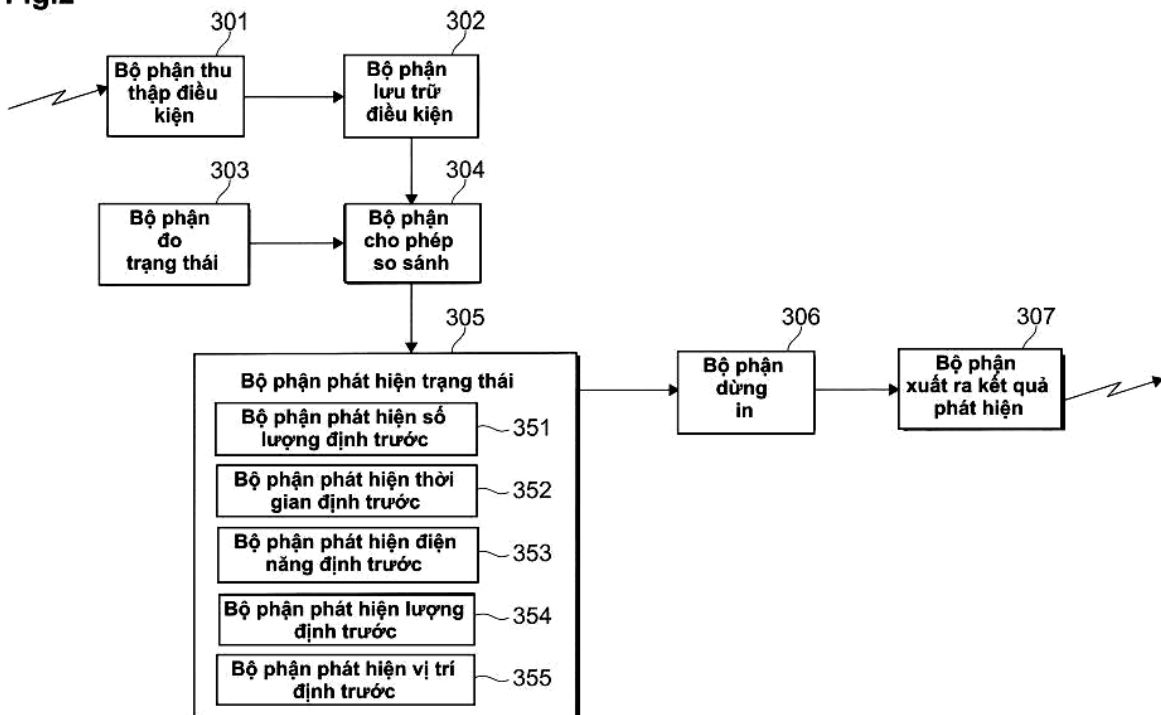 Fig.2
301
Bộ phận thu
thập điều
kiện
302
Bộ phận
lưu trữ
điều kiện
303
Bộ phận
đo
trạng thái
304
Bộ phận
cho phép
so sánh
305
Bộ phận phát hiện trạng thái
Bộ phận phát hiện số
lượng định trước
351
Bộ phận phát hiện thời
gian định trước
352
Bộ phận phát hiện điện
năng định trước
353
Bộ phận phát hiện lượng
định trước
354
Bộ phận phát hiện vị trí
định trước
355
306
Bộ phận
dừng
in
307
Bộ phận
xuất ra kết quả
phát hiện